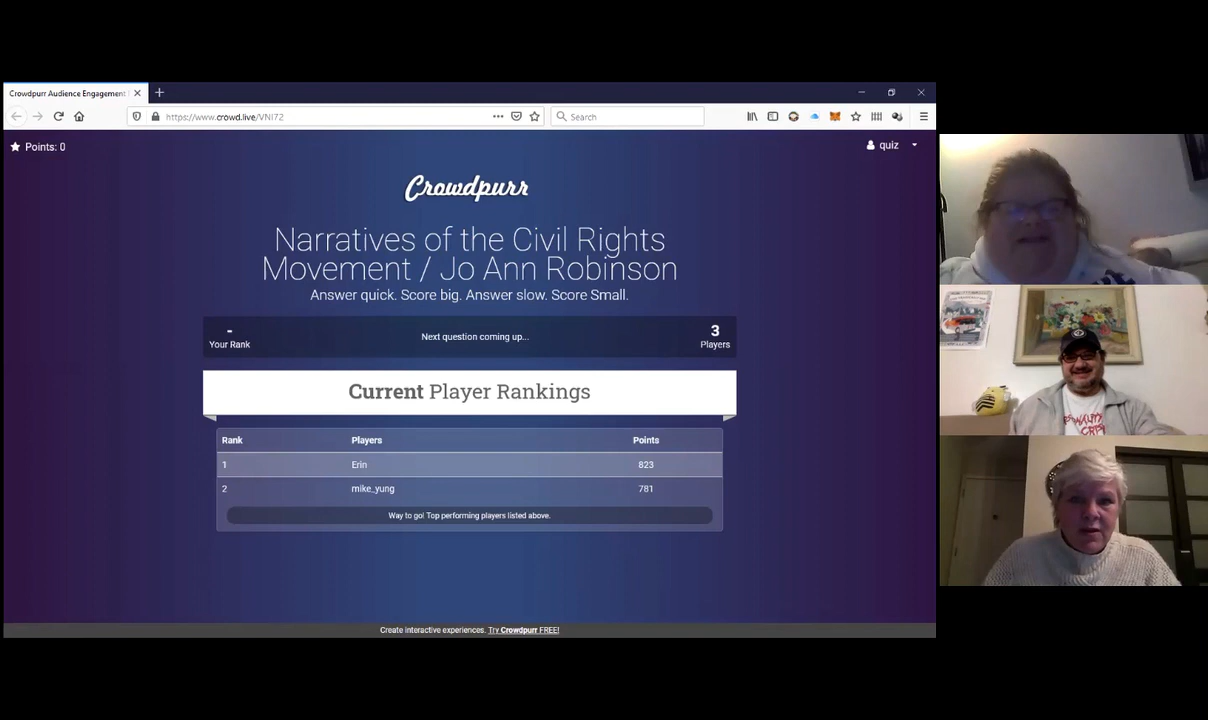 Crowdpurr Audience Engagement
https://www.crowd.live/VNI72
Search
Points: 0
quiz
Crowdpurr
Narratives of the Civil Rights
Movement / Jo Ann Robinson
Answer quick. Score big. Answer slow. Score Small.
-
Your Rank
Next question coming up...
3
Players
Current Player Rankings
Rank Players Points
1 Erin 823
2 mike_yung 781
Way to go! Top performing players listed above.
Create interactive experiences. Try Crowdpurr FREE!